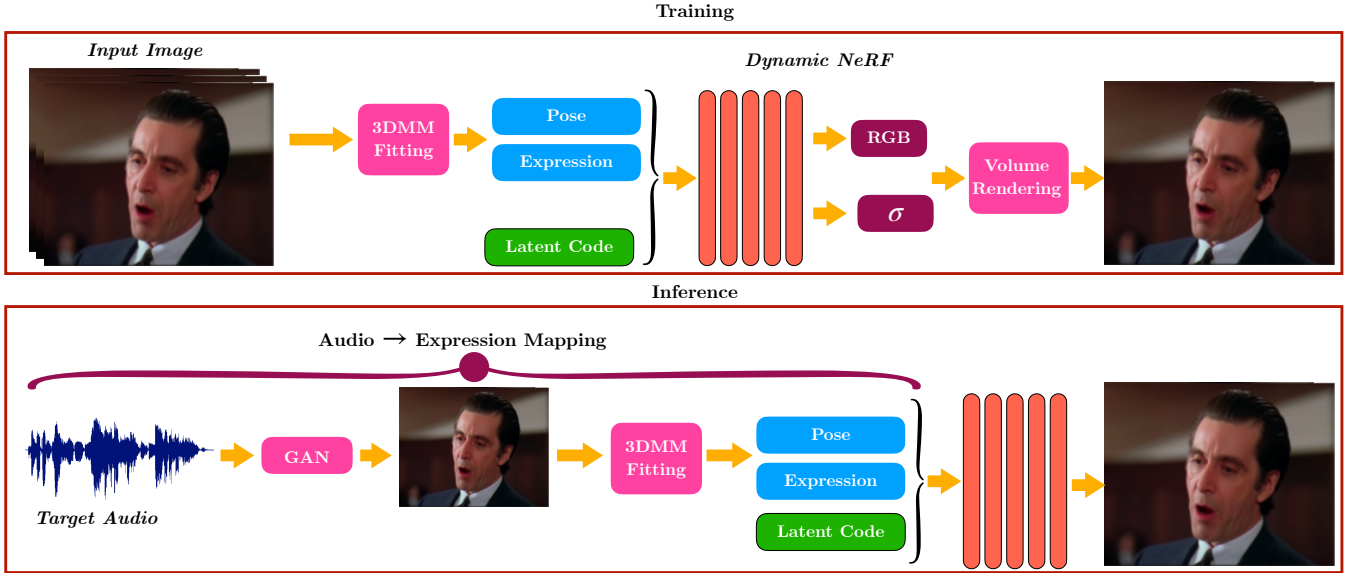 Training
Input Image
Dynamic NeRF
3DMM
Fitting
Pose
Expression
Latent Code
RGB
σ
Volume
Rendering
Inference
Audio → Expression Mapping
Target Audio
GAN
3DMM
Fitting
Pose
Expression
Latent Code